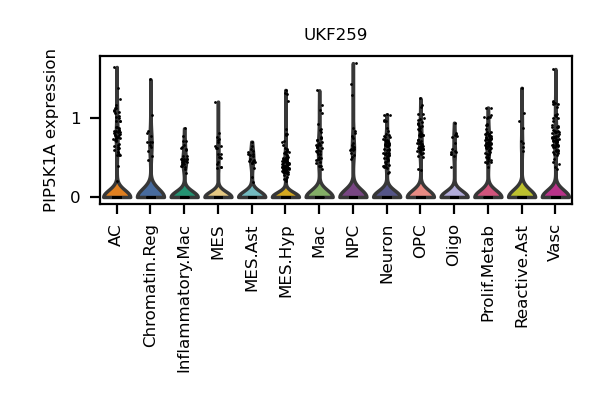 UKF259
PIP5K1A expression
1
0
AC
Chromatin.Reg
Inflammatory.Mac
MES
MES.Ast
MES.Hyp
Mac
NPC
Neuron
OPC
Oligo
Prolif.Metab
Reactive.Ast
Vasc